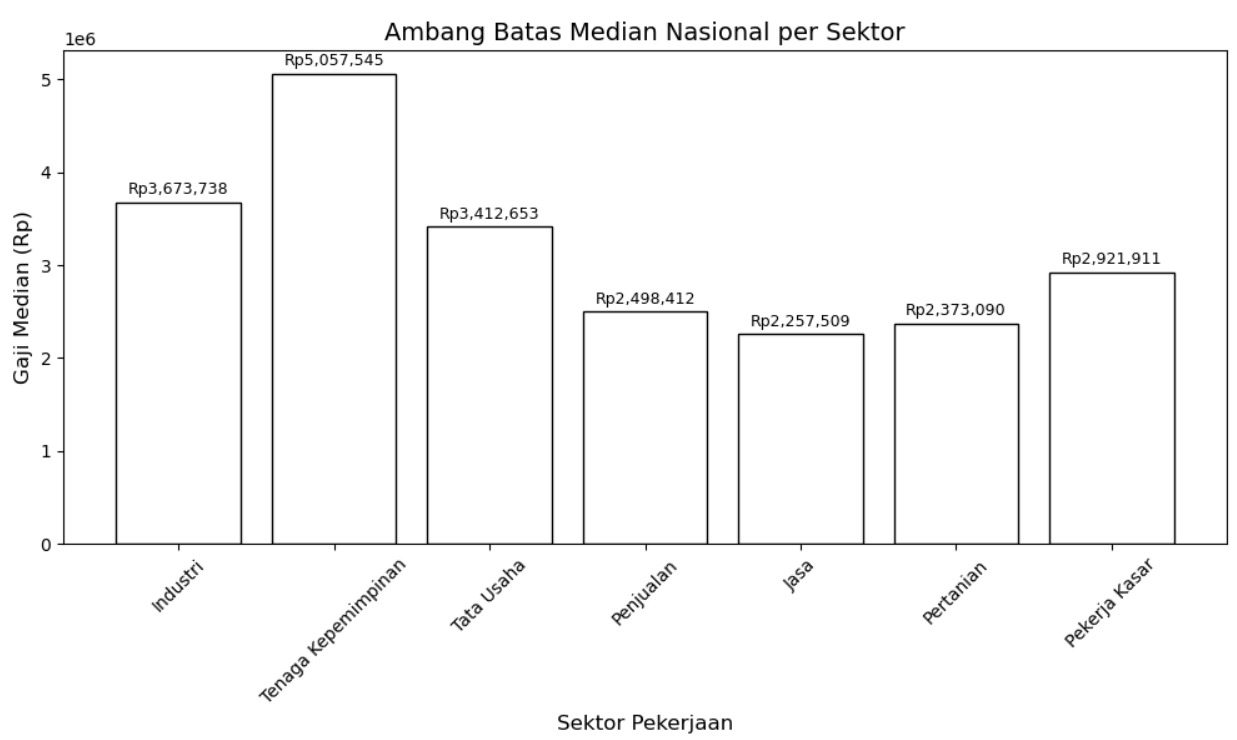 Ambang Batas Median Nasional per Sektor
1e6
Rp5,057,545
5
4
Rp3,673,738
Rp3,412,653
3
Rp2,921,911
Rp2,498,412
Rp2,373,090
Rp2,257,509
2
1
0
Gaji Median (Rp)
Industri
Tenaga Kepemimpinan
Tata Usaha
Penjualan
Jasa
Pertanian
Pekerja Kasar
Sektor Pekerjaan